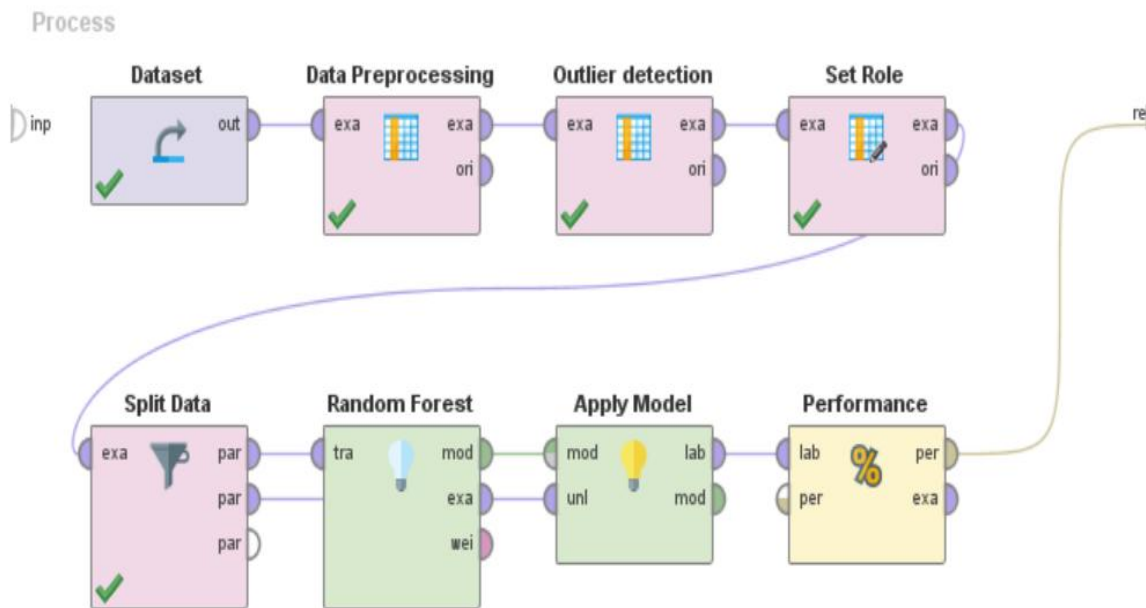 Process
Dataset
Data Preprocessing
Outlier detection
Set Role
inp
out
exa
exa
ori
exa
exa
ori
exa
exa
ori
re
Split Data
Random Forest
Apply Model
Performance
exa
par
par
par
tra
mod
exa
wei
mod
unl
lab
mod
lab
per
%
per
exa